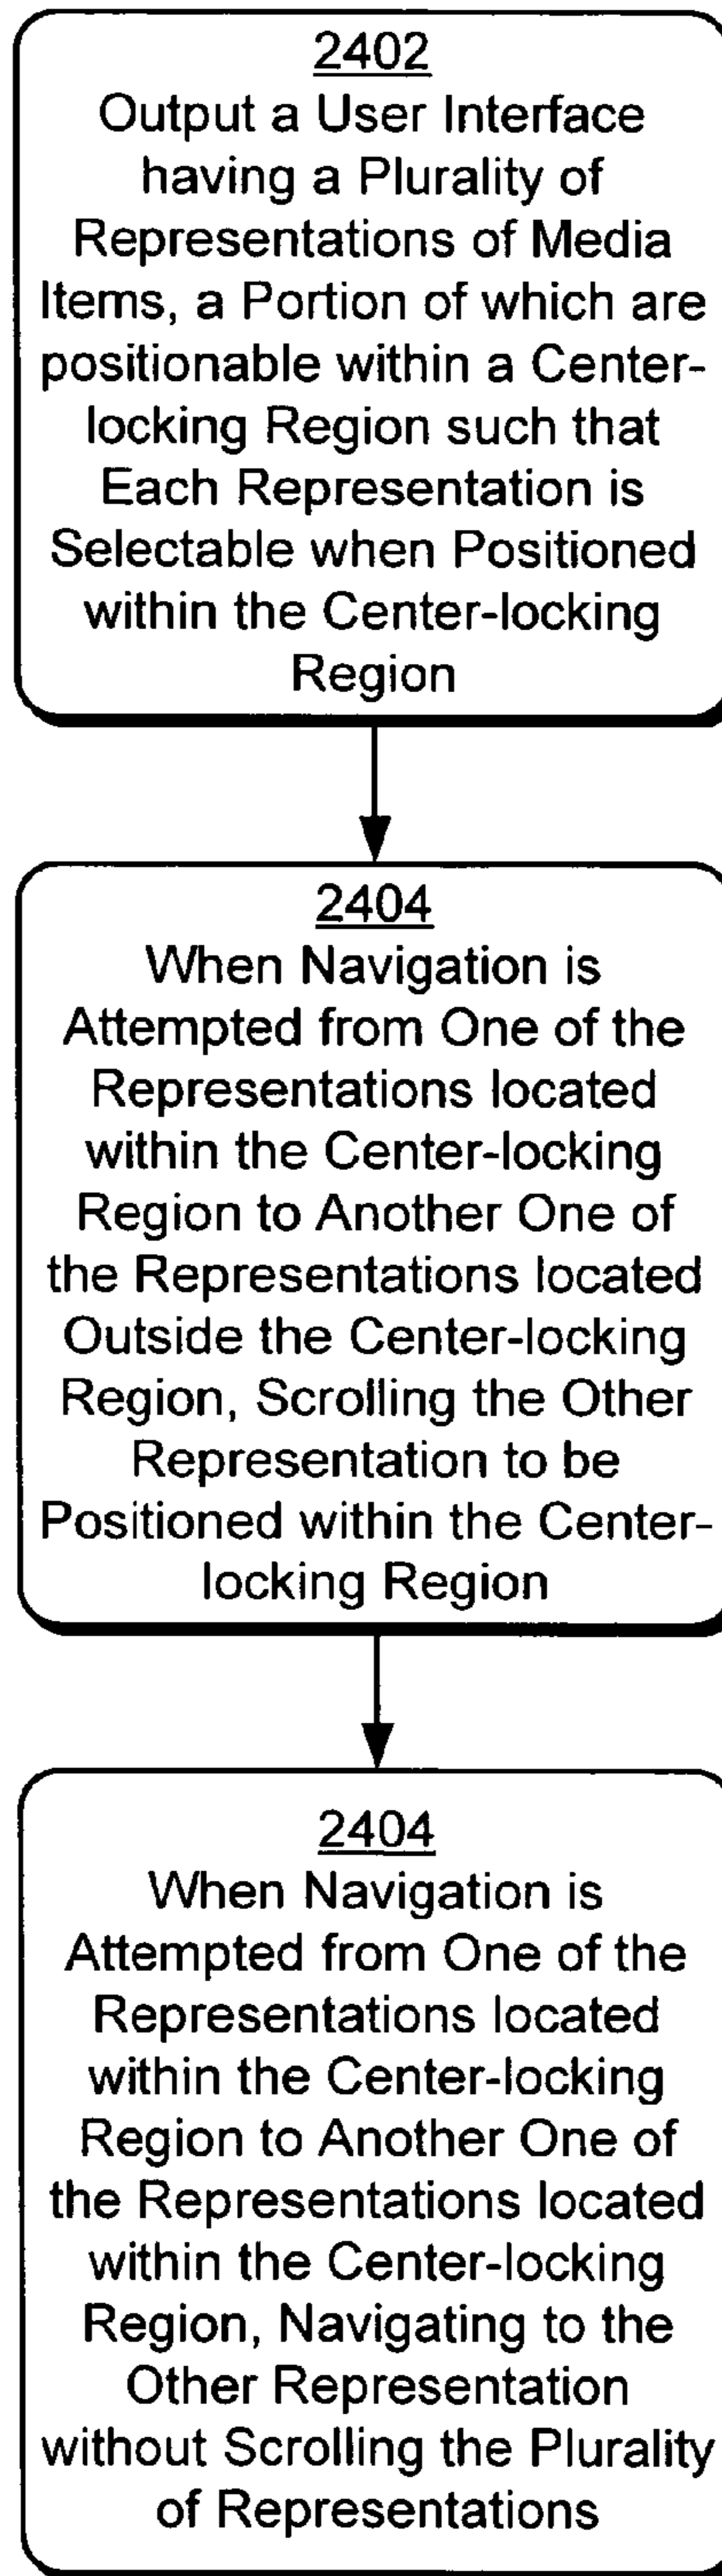 2402
Output a User Interface
having a Plurality of
Representations of Media
Items, a Portion of which are
positionable within a Center-
locking Region such that
Each Representation is
Selectable when Positioned
within the Center-locking
Region
2404
When Navigation is
Attempted from One of the
Representations located
within the Center-locking
Region to Another One of
the Representations located
Outside the Center-locking
Region, Scrolling the Other
Representation to be
Positioned within the Center-
locking Region
2404
When Navigation is
Attempted from One of the
Representations located
within the Center-locking
Region to Another One of
the Representations located
within the Center-locking
Region, Navigating to the
Other Representation
without Scrolling the Plurality
of Representations